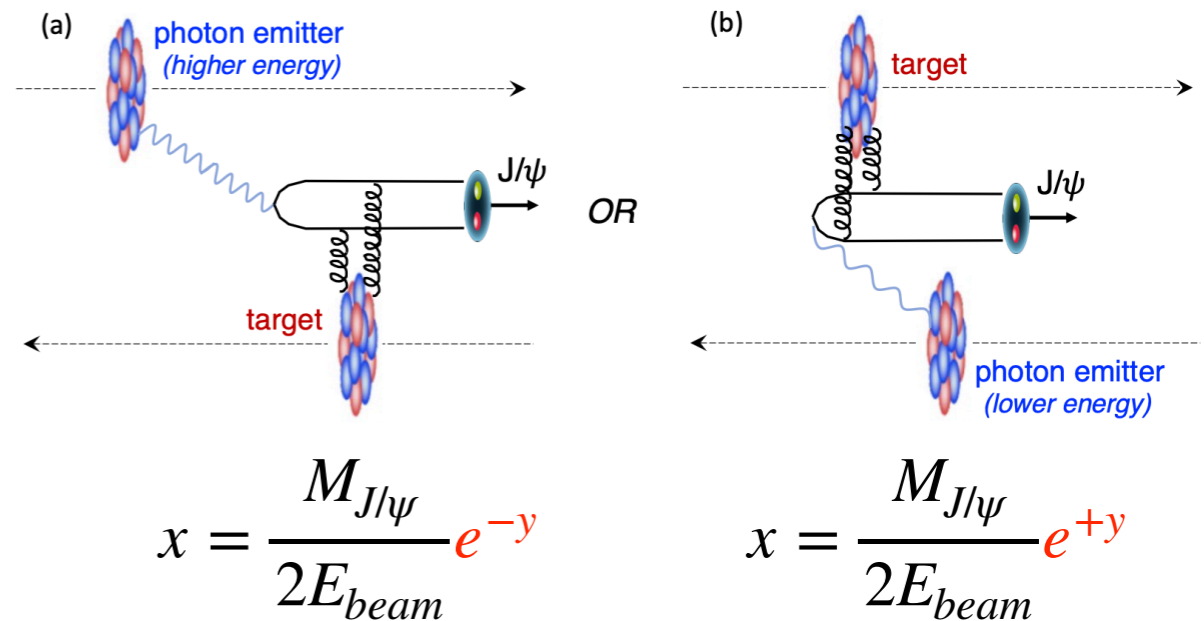 (a)
photon emitter
(higher energy)
J/ψ
target
x = M_{J/ψ} / 2E_{beam} e^{-y}
OR
(b)
target
J/ψ
photon emitter
(lower energy)
x = M_{J/ψ} / 2E_{beam} e^{+y}